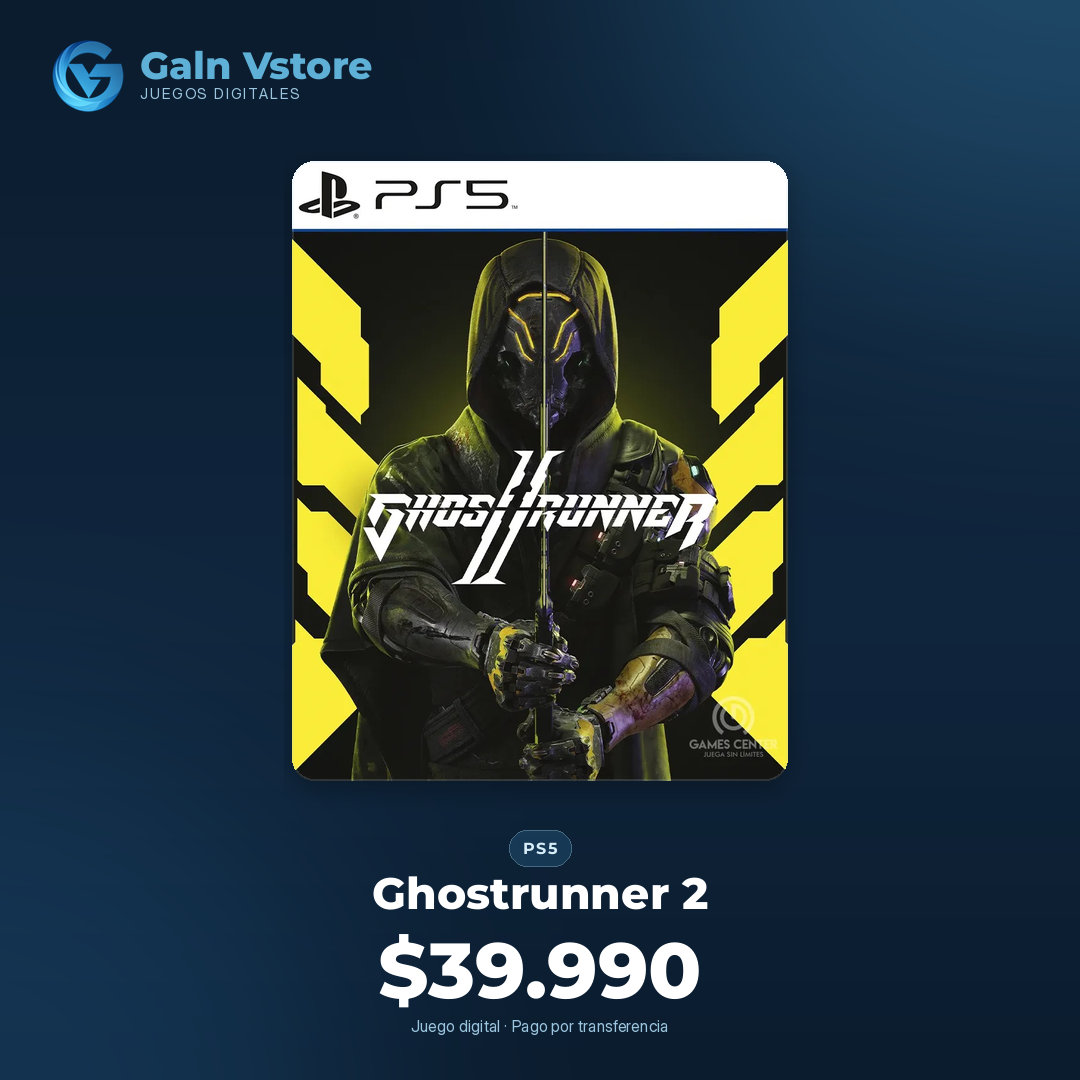 Galn Vstore
JUEGOS DIGITALES
PS5
GHOSTRUNNER
II
GAMES CENTER
JUEGA SIN LÍMITES
PS5
Ghostrunner 2
$39.990
Juego digital · Pago por transferencia